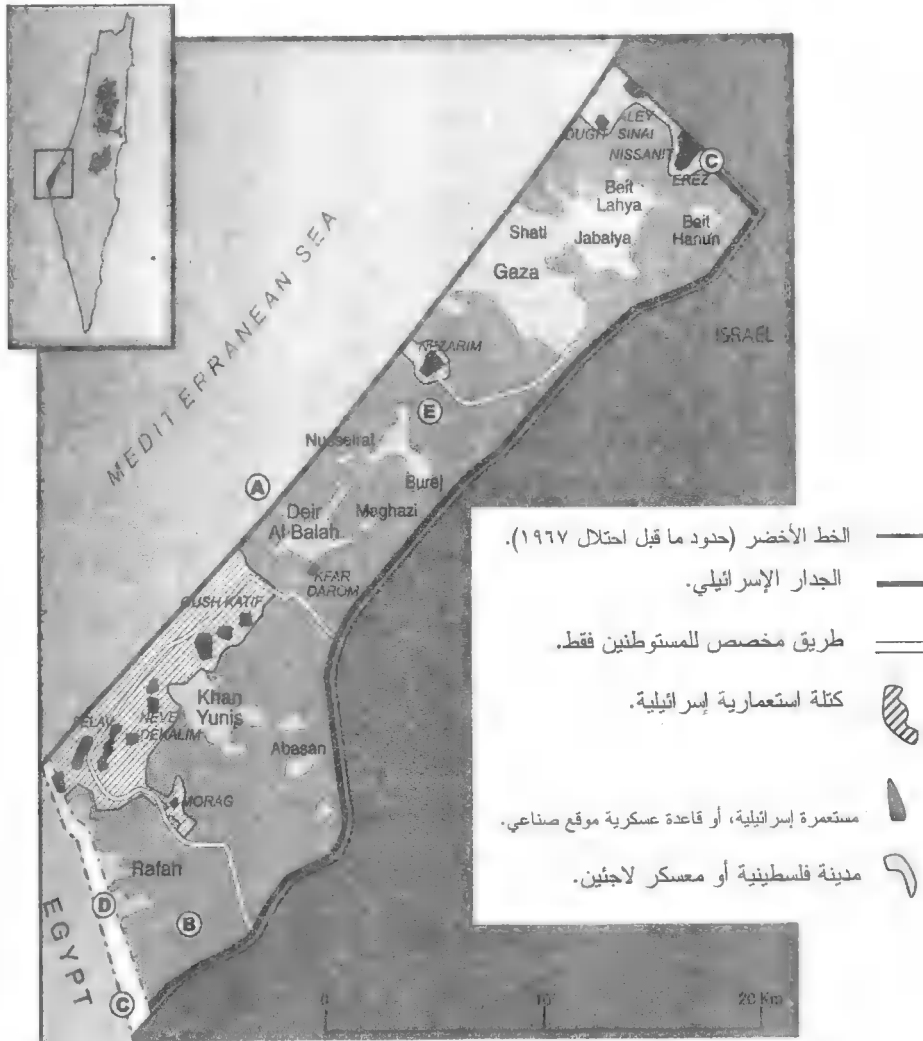 ALEY
SINAI
DUGIT
NISSANIT
C
EREZ
Beit
Lahya
Beit
Hanun
Shati
Jabalya
Gaza
MEDITERRANEAN SEA
ISRAEL
NETZARIM
E
Nusseirat
Burej
A
Deir
Al Balah
Maghazi
KFAR
DAROM
GUSH KATIF
Khan
Yunis
NEVEH
DEKALIM
Abasan
MORAG
Rafah
D
B
EGYPT
C
0
10
20 Km
الخط الأخضر (حدود ما قبل احتلال ١٩٦٧).
الجدار الإسرائيلي.
طريق مخصص للمستوطنين فقط.
كتلة استعمارية إسرائيلية.
مستعمرة إسرائيلية، أو قاعدة عسكرية موقع صناعي.
مدينة فلسطينية أو معسكر لاجئين.